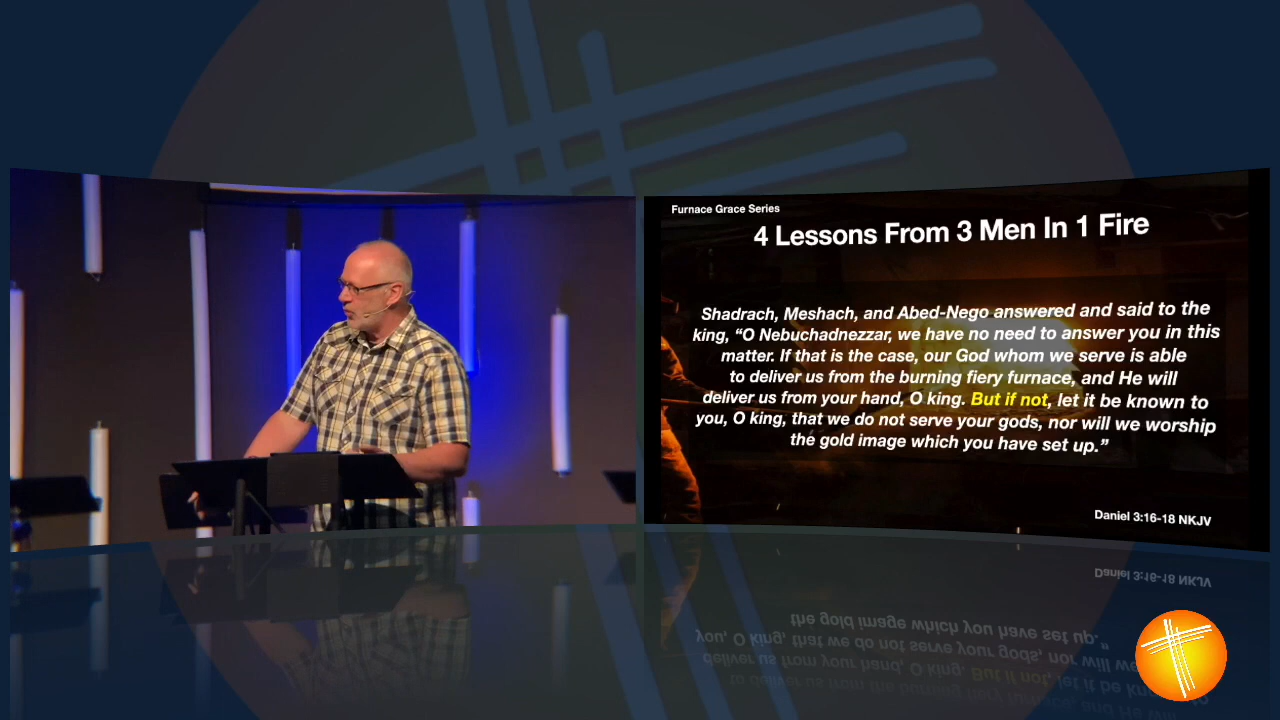 Furnace Grace Series
4 Lessons From 3 Men In 1 Fire
Shadrach, Meshach, and Abed-Nego answered and said to the
king, “O Nebuchadnezzar, we have no need to answer you in this
matter. If that is the case, our God whom we serve is able
to deliver us from the burning fiery furnace, and He will
deliver us from your hand, O king. But if not, let it be known to
you, O king, that we do not serve your gods, nor will we worship
the gold image which you have set up.”
Daniel 3:16-18 NKJV